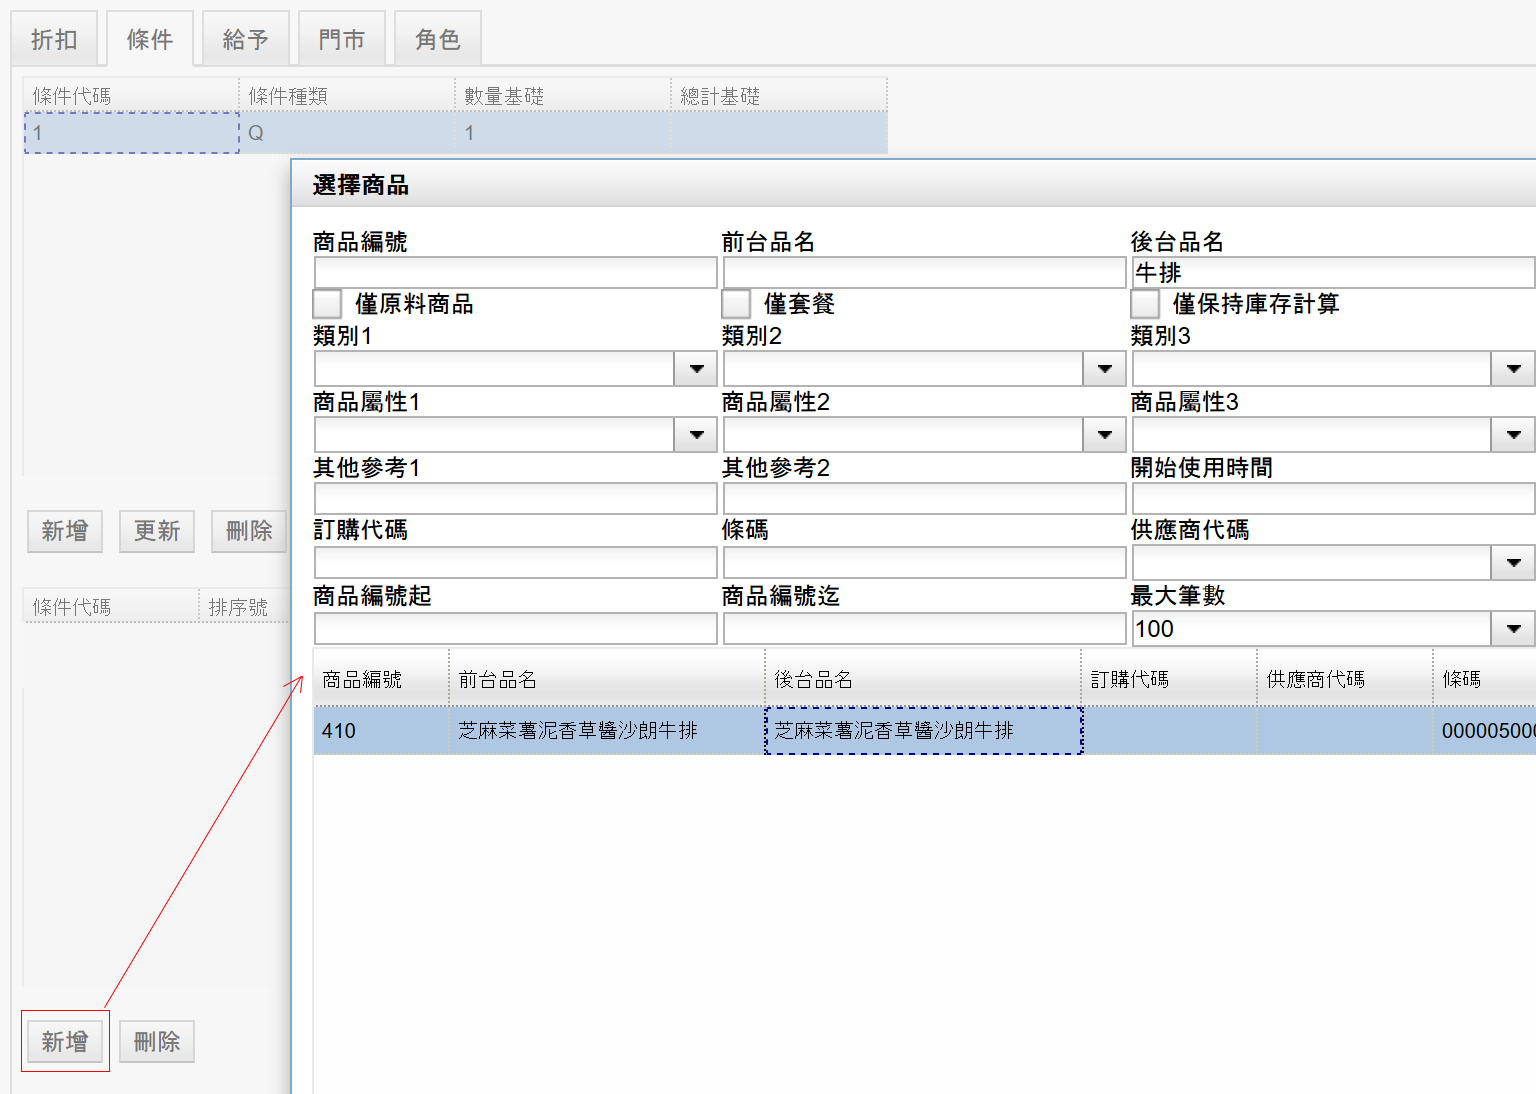 折扣 條件 給予 門市 角色
條件代碼 條件種類 數量基礎 總計基礎
1 Q 1
選擇商品
商品編號 前台品名 後台品名
牛排
僅原料商品 僅套餐 僅保持庫存計算
類別1 類別2 類別3
商品屬性1 商品屬性2 商品屬性3
其他參考1 其他參考2 開始使用時間
新增 更新 刪除
訂購代碼 條碼 供應商代碼
商品編號起 商品編號迄 最大筆數
條件代碼 排序號
100
商品編號 前台品名 後台品名 訂購代碼 供應商代碼 條碼
410 芝麻菜薯泥香草醬沙朗牛排 芝麻菜薯泥香草醬沙朗牛排 000005000
新增 刪除